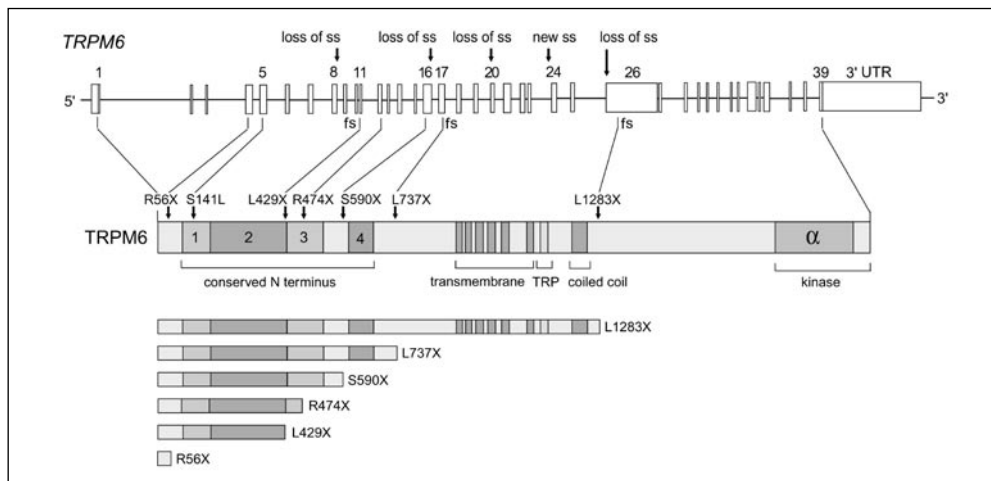 TRPM6
loss of ss loss of ss loss of ss new ss loss of ss
1 5 8 11 16 17 20 24 26 39 3' UTR
5' 3'
fs fs fs
R56X S141L L429X R474X S590X L737X L1283X
TRPM6 1 2 3 4 α
conserved N terminus transmembrane TRP coiled coil kinase
L1283X
L737X
S590X
R474X
L429X
R56X